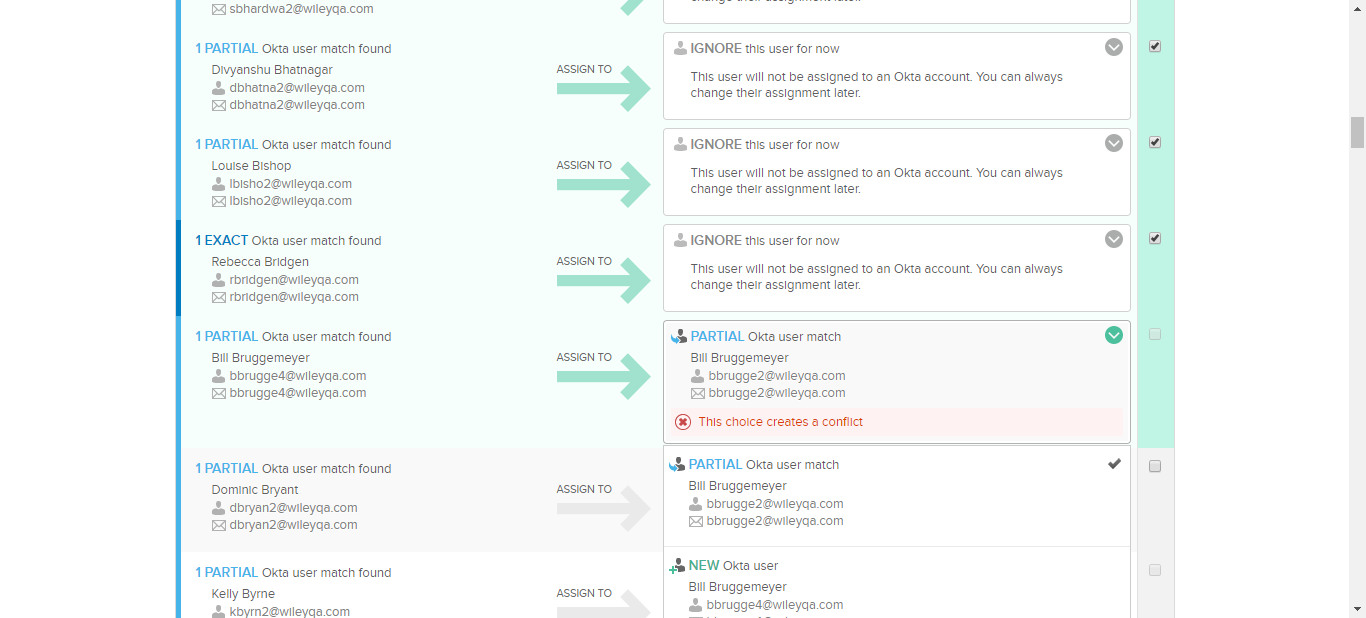 sbhardwa2@wileyqa.com
change their assignment later.
1 PARTIAL Okta user match found
Divyanshu Bhatnagar
dbhatna2@wileyqa.com
dbhatna2@wileyqa.com
ASSIGN TO
IGNORE this user for now
This user will not be assigned to an Okta account. You can always
change their assignment later.
1 PARTIAL Okta user match found
Louise Bishop
lbisho2@wileyqa.com
lbisho2@wileyqa.com
ASSIGN TO
IGNORE this user for now
This user will not be assigned to an Okta account. You can always
change their assignment later.
1 EXACT Okta user match found
Rebecca Bridgen
rbridgen@wileyqa.com
rbridgen@wileyqa.com
ASSIGN TO
IGNORE this user for now
This user will not be assigned to an Okta account. You can always
change their assignment later.
1 PARTIAL Okta user match found
Bill Bruggemeyer
bbrugge4@wileyqa.com
bbrugge4@wileyqa.com
ASSIGN TO
PARTIAL Okta user match
Bill Bruggemeyer
bbrugge2@wileyqa.com
bbrugge2@wileyqa.com
This choice creates a conflict
1 PARTIAL Okta user match found
Dominic Bryant
dbryan2@wileyqa.com
dbryan2@wileyqa.com
ASSIGN TO
PARTIAL Okta user match
Bill Bruggemeyer
bbrugge2@wileyqa.com
bbrugge2@wileyqa.com
1 PARTIAL Okta user match found
Kelly Byrne
kbyrn2@wileyqa.com
ASSIGN TO
NEW Okta user
Bill Bruggemeyer
bbrugge4@wileyqa.com